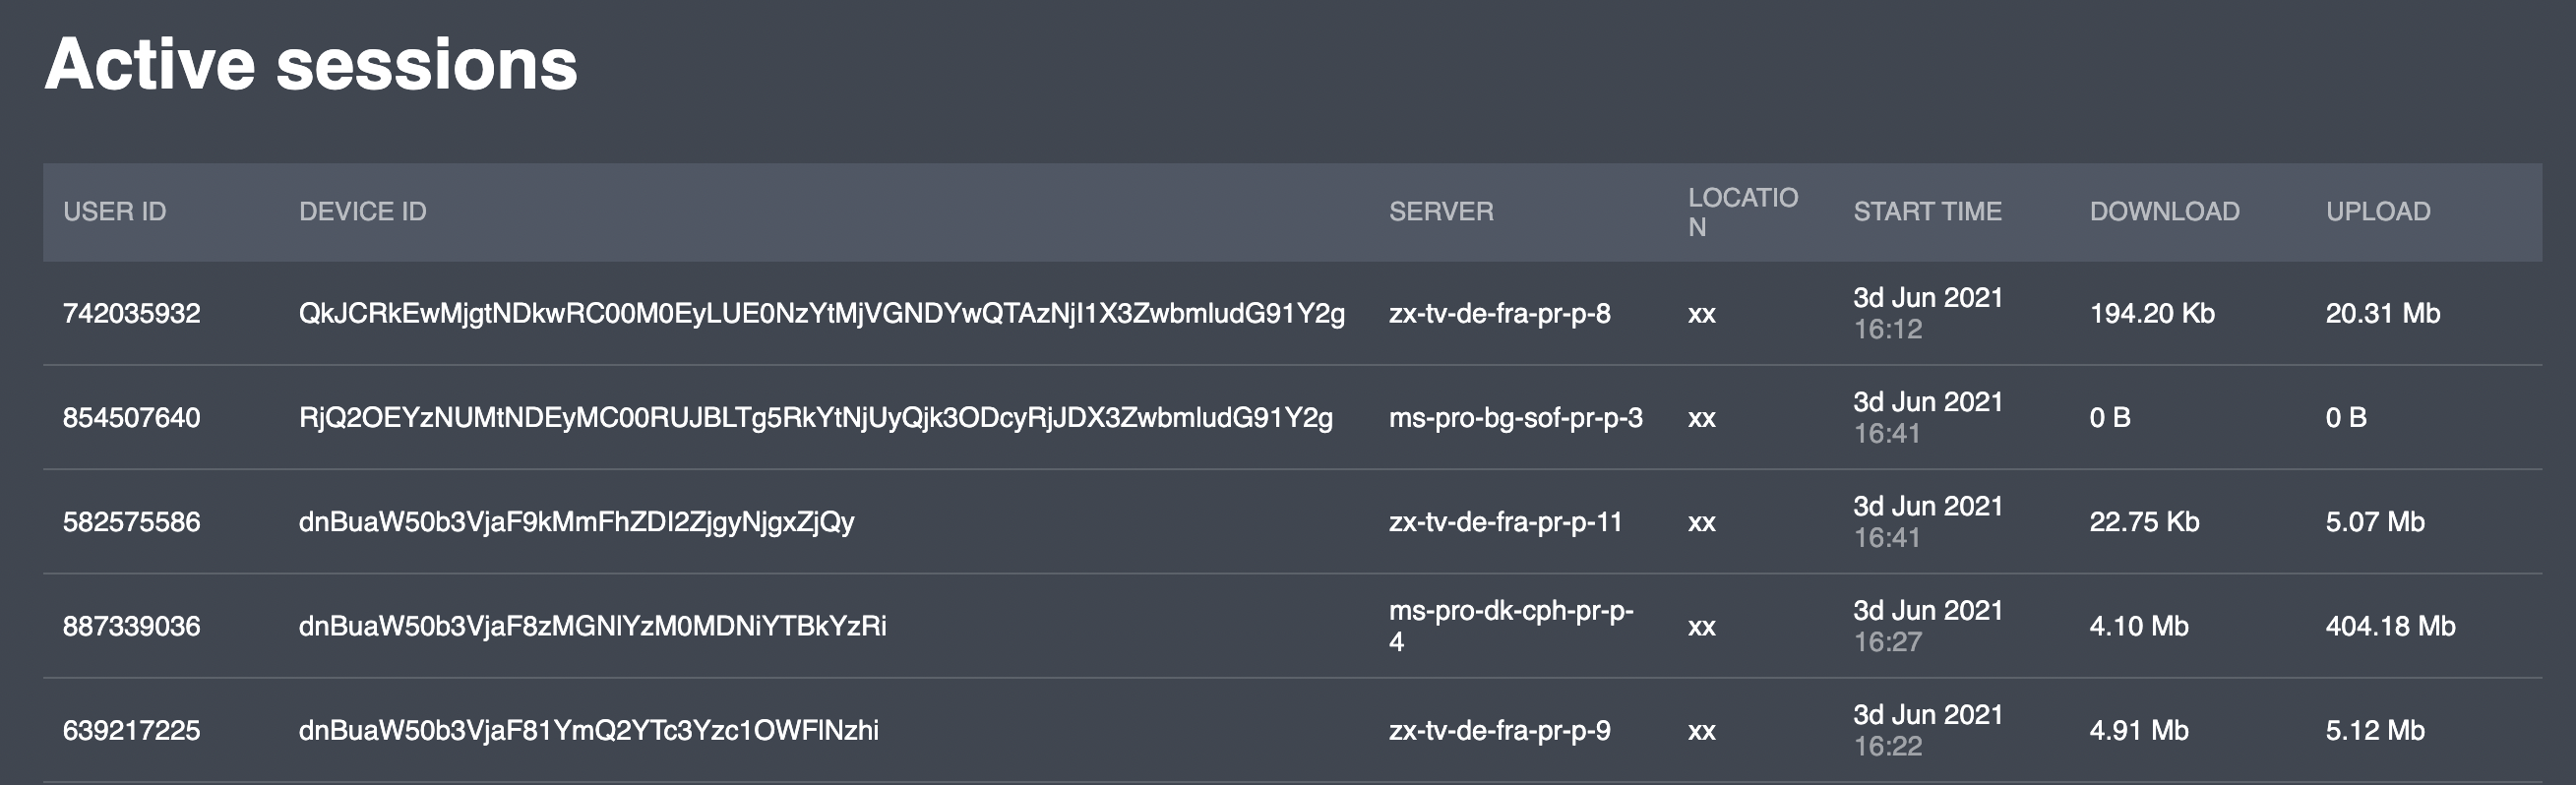 Active sessions
USER ID DEVICE ID SERVER LOCATIO
N START TIME DOWNLOAD UPLOAD
742035932 QkJCRkEwMjgtNDkwRC00M0EyLUE0NzYtMjVGNDYwQTAzNjI1X3ZwbmludG91Y2g zx-tv-de-fra-pr-p-8 xx 3d Jun 2021
16:12 194.20 Kb 20.31 Mb
854507640 RjQ2OEYzNUMtNDEyMC00RUJBLTg5RkYtNjUyQjk3ODcyRjJDX3ZwbmludG91Y2g ms-pro-bg-sof-pr-p-3 xx 3d Jun 2021
16:41 0 B 0 B
582575586 dnBuaW50b3VjaF9kMmFhZDI2ZjgyNjgxZjQy zx-tv-de-fra-pr-p-11 xx 3d Jun 2021
16:41 22.75 Kb 5.07 Mb
887339036 dnBuaW50b3VjaF8zMGNlYzM0MDNiYTBkYzRi ms-pro-dk-cph-pr-p-
4 xx 3d Jun 2021
16:27 4.10 Mb 404.18 Mb
639217225 dnBuaW50b3VjaF81YmQ2YTc3Yzc1OWFlNzhi zx-tv-de-fra-pr-p-9 xx 3d Jun 2021
16:22 4.91 Mb 5.12 Mb